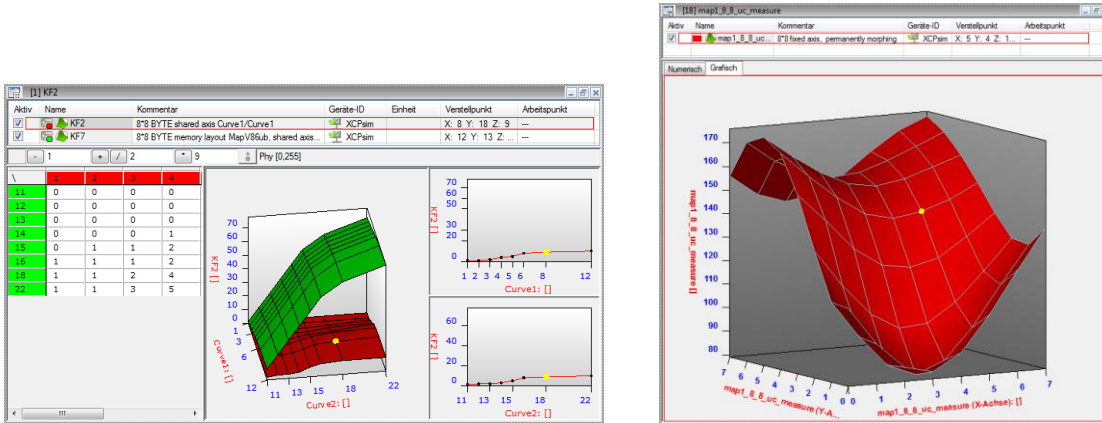 [1] KF2
Aktiv Name Kommentar Geräte-ID Einheit Verstellpunkt Arbeitspunkt
KF2 8*8 BYTE shared axis Curve1/Curve1 XCPsim X: 8 Y: 18 Z: 9 ---
KF7 8*8 BYTE memory layout MapV86ub, shared axis... XCPsim X: 12 Y: 13 Z: ... ---
- 1 + / 2 * 9 Phy [0,255]
\ 1 2 3 4
11 0 0 0 0
12 0 0 0 0
13 0 0 0 0
14 0 0 0 1
15 0 1 1 2
16 1 1 1 2
18 1 1 2 4
22 1 1 3 5
KF2 []
70
60
50
40
30
20
10
0
1
3
6
12
Curve1: []
11 13 15 18 22
Curve2: []
KF2 []
70
60
50
30
20
0
1 2 3 4 5 6 8 12
Curve1: []
KF2 []
60
40
20
0
11 13 15 18 22
Curve2: []
[18] map1_8_8_uc_measure
Aktiv Name Kommentar Geräte-ID Verstellpunkt Arbeitspunkt
map1_8_8_uc... 8*8 fixed axis, permanently morphing XCPsim X: 5 Y: 4 Z: 1... ---
Numerisch Grafisch
map1_8_8_uc_measure []
170
160
150
140
130
120
110
100
90
80
7 6 5 4 3 2 1 0
map1_8_8_uc_measure (Y-A...
0 1 2 3 4 5 6 7
map1_8_8_uc_measure (X-Achse): []